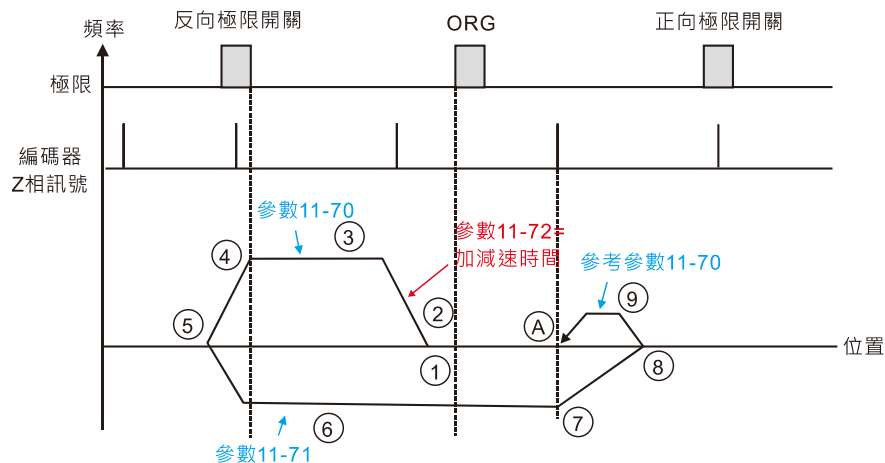 反向極限開關
ORG
正向極限開關
頻率
極限
編碼器
Z相訊號
參數11-70
參數11-72=
加減速時間
參考參數11-70
④
③
⑨
⑤
②
Ⓐ
位置
①
⑧
⑥
⑦
參數11-71